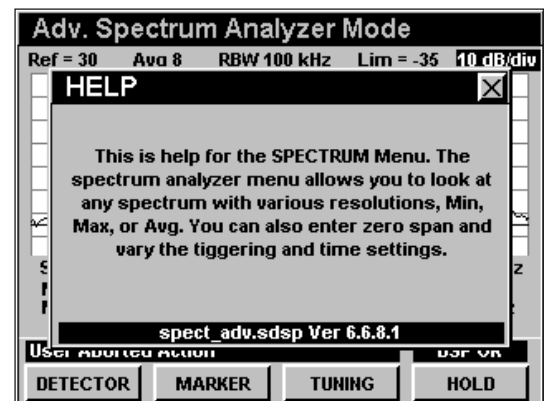 Adv. Spectrum Analyzer Mode
Ref = 30 Avg 8 RBW 100 kHz Lim = -35 10 dB/div
HELP
This is help for the SPECTRUM Menu. The
spectrum analyzer menu allows you to look at
any spectrum with various resolutions, Min,
Max, or Avg. You can also enter zero span and
vary the tiggering and time settings.
spect_adv.sdsp Ver 6.6.8.1
User Aborted Action DSP OK
DETECTOR MARKER TUNING HOLD